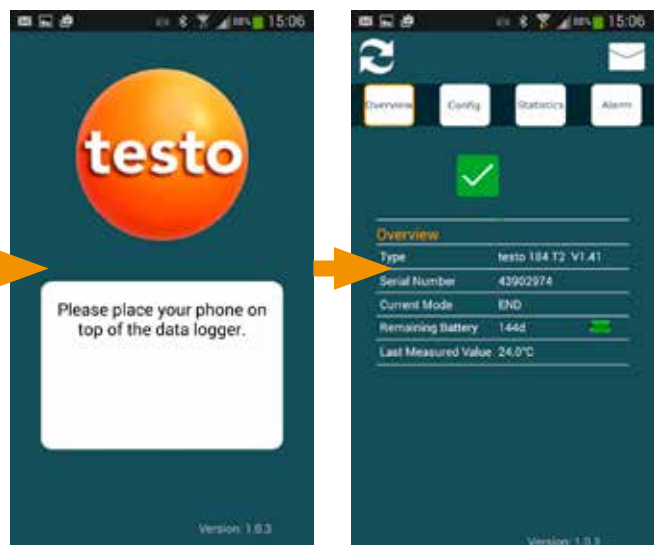 15:06
testo
Please place your phone on
top of the data logger.
Version: 1.0.3
15:06
Overview
Config
Statistics
Alarm
Overview
Type testo 184 T2 V1.41
Serial Number 43902974
Current Mode END
Remaining Battery 144d
Last Measured Value 24.0°C
Version: 1.0.3